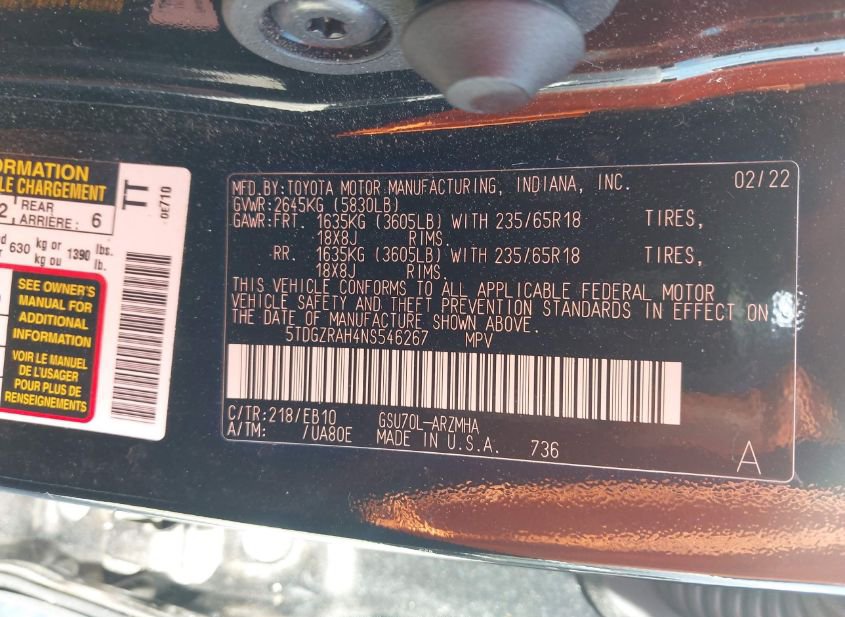 ORMATION
LE CHARGEMENT
2 REAR
ARRIÈRE: 6
630 kg or 1390 lbs.
kg ou lb.
TT
0E710
SEE OWNER'S
MANUAL FOR
ADDITIONAL
INFORMATION
VOIR LE MANUEL
DE L'USAGER
POUR PLUS DE
RENSEIGNEMENTS
MFD.BY:TOYOTA MOTOR MANUFACTURING, INDIANA, INC. 02/22
GVWR:2645KG (5830LB)
GAWR:FRT. 1635KG (3605LB) WITH 235/65R18 TIRES,
18X8J RIMS.
RR. 1635KG (3605LB) WITH 235/65R18 TIRES,
18X8J RIMS.
THIS VEHICLE CONFORMS TO ALL APPLICABLE FEDERAL MOTOR
VEHICLE SAFETY AND THEFT PREVENTION STANDARDS IN EFFECT ON
THE DATE OF MANUFACTURE SHOWN ABOVE.
5TDGZRAH4NS546267 MPV
C/TR:218/EB10 GSU70L-ARZMHA
A/TM: /UA80E MADE IN U.S.A. 736
A